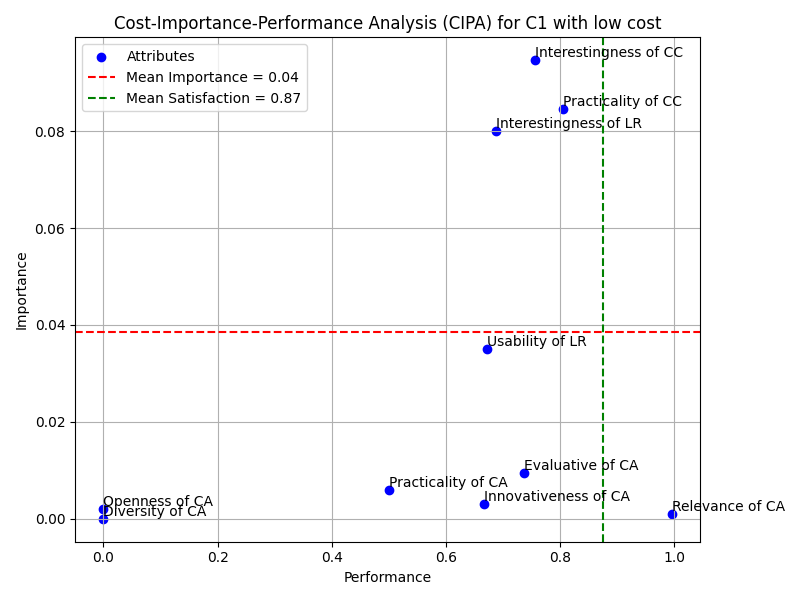 Cost-Importance-Performance Analysis (CIPA) for C1 with low cost
Attributes
Mean Importance = 0.04
Mean Satisfaction = 0.87
Interestingness of CC
Practicality of CC
Interestingness of LR
Usability of LR
Evaluative of CA
Practicality of CA
Innovativeness of CA
Openness of CA
Diversity of CA
Relevance of CA
0.08
0.06
0.04
0.02
0.00
Importance
0.0 0.2 0.4 0.6 0.8 1.0
Performance